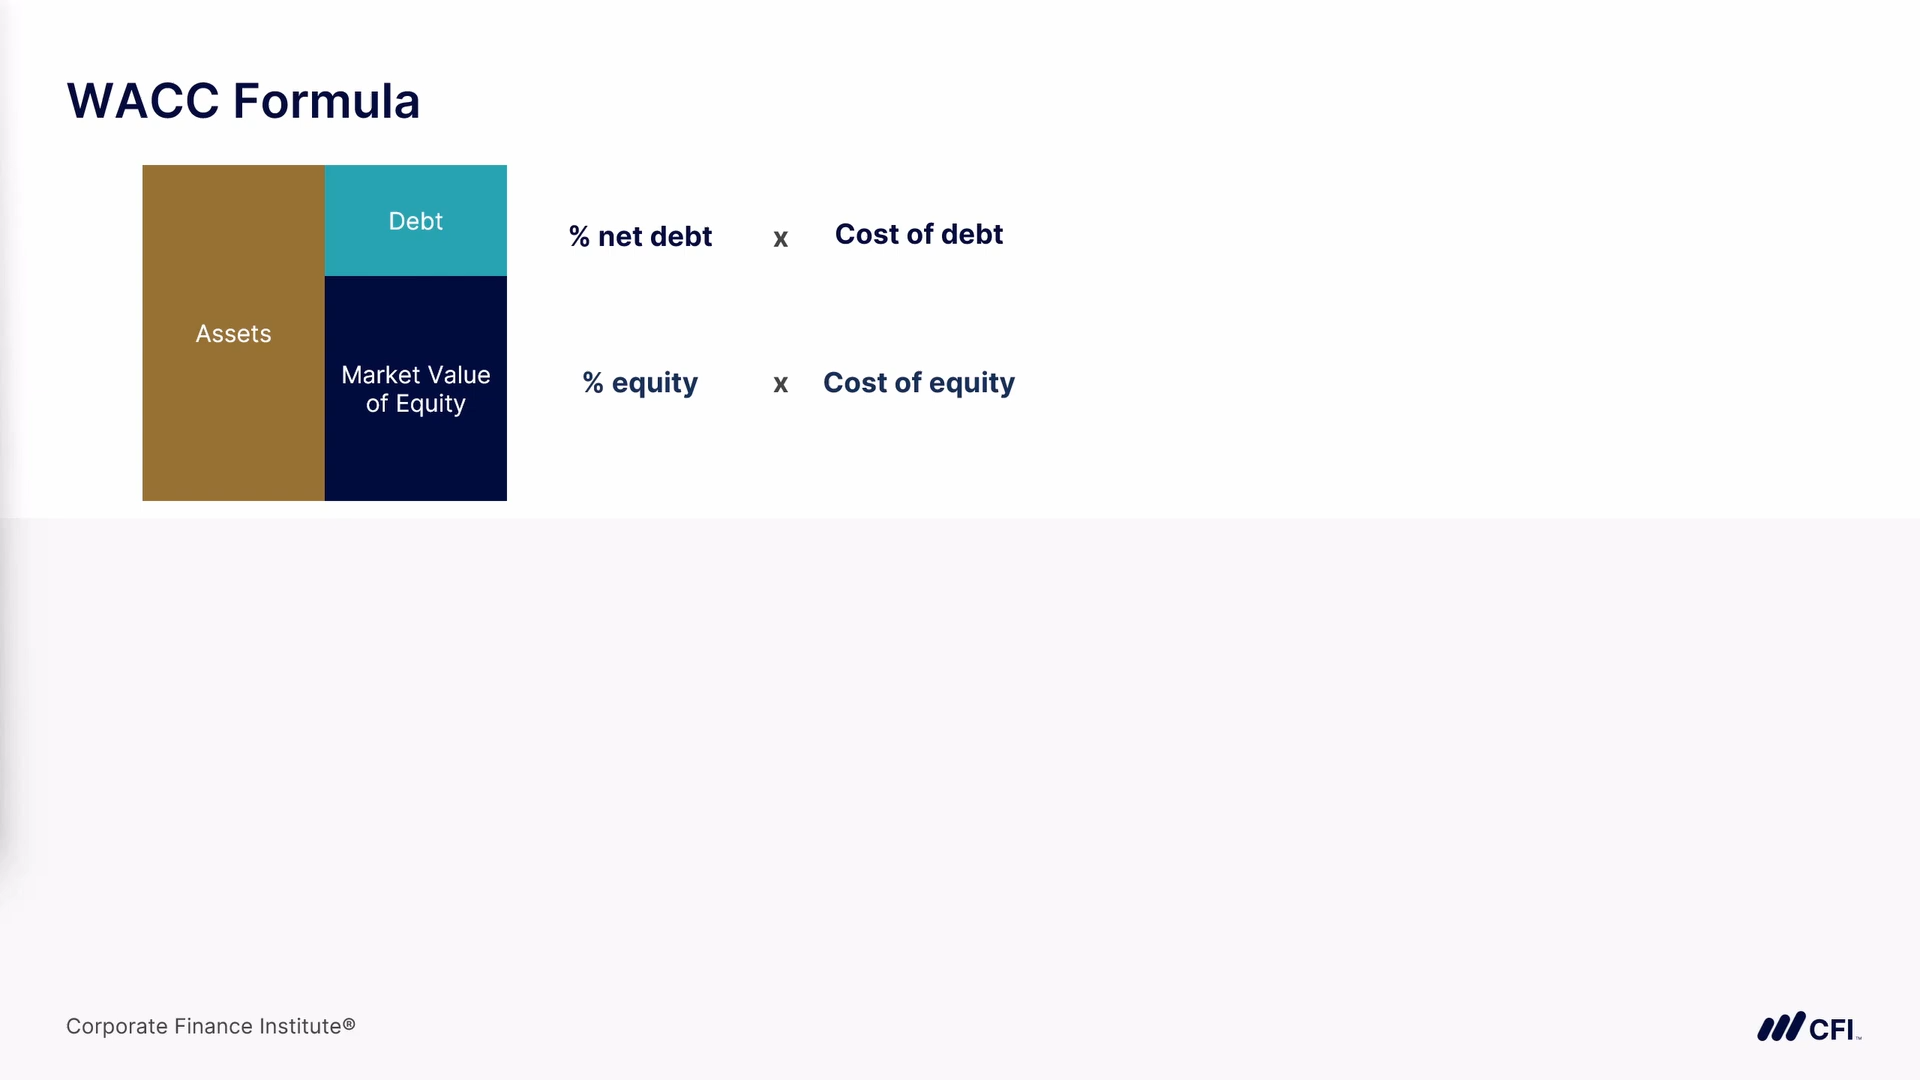 WACC Formula
Assets
Debt
Market Value
of Equity
% net debt x Cost of debt
% equity x Cost of equity
Corporate Finance Institute®
CFI™